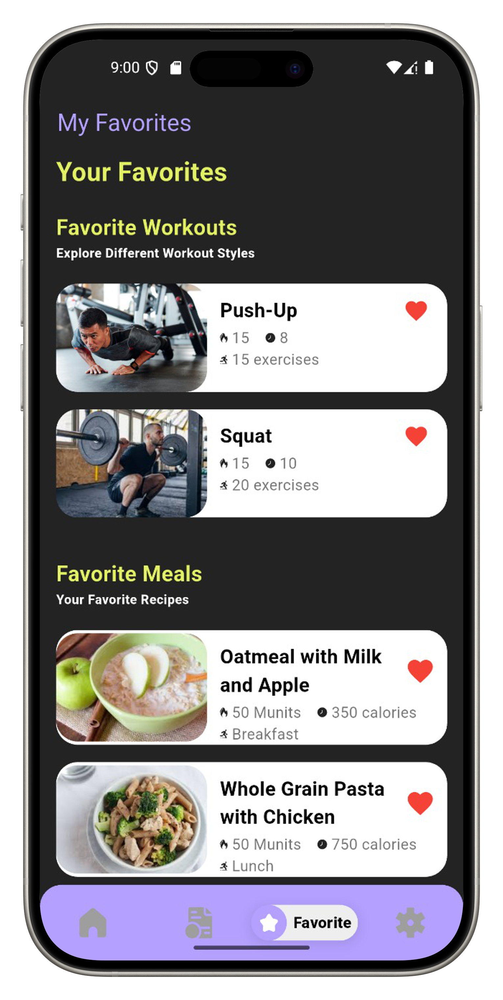 9:00
My Favorites
Your Favorites
Favorite Workouts
Explore Different Workout Styles
Push-Up
15 8
15 exercises
Squat
15 10
20 exercises
Favorite Meals
Your Favorite Recipes
Oatmeal with Milk
and Apple
50 Munits 350 calories
Breakfast
Whole Grain Pasta
with Chicken
50 Munits 750 calories
Lunch
Favorite